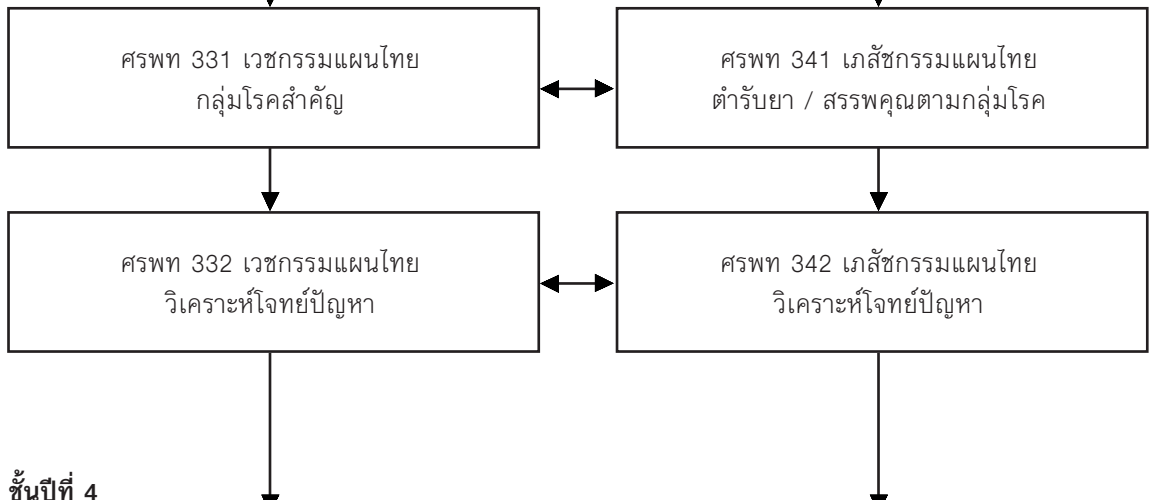 ศรพท 331 เวชกรรมแผนไทย
กลุ่มโรคสำคัญ
ศรพท 341 เภสัชกรรมแผนไทย
ตำรับยา / สรรพคุณตามกลุ่มโรค
ศรพท 332 เวชกรรมแผนไทย
วิเคราะห์โจทย์ปัญหา
ศรพท 342 เภสัชกรรมแผนไทย
วิเคราะห์โจทย์ปัญหา
ชั้นปีที่ 4